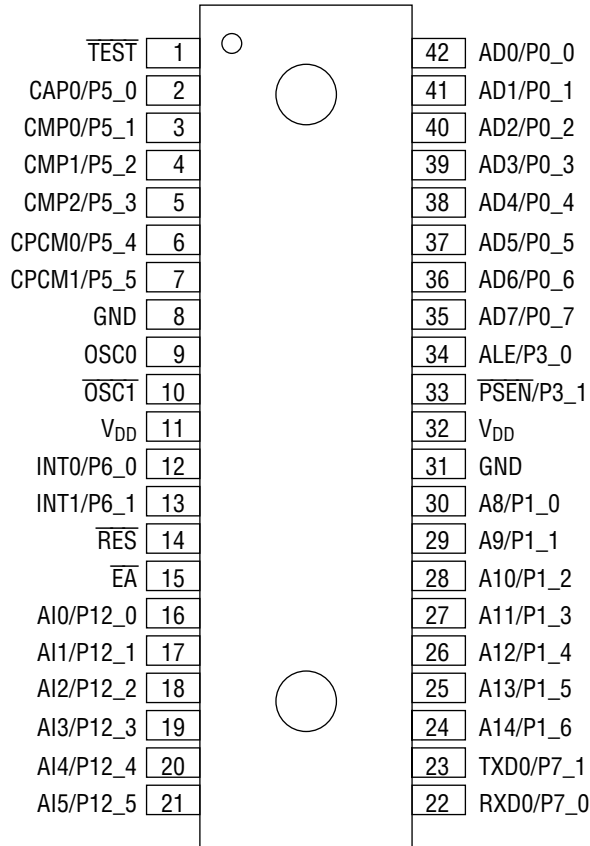 T̅E̅S̅T̅ 1 42 AD0/P0_0
CAP0/P5_0 2 41 AD1/P0_1
CMP0/P5_1 3 40 AD2/P0_2
CMP1/P5_2 4 39 AD3/P0_3
CMP2/P5_3 5 38 AD4/P0_4
CPCM0/P5_4 6 37 AD5/P0_5
CPCM1/P5_5 7 36 AD6/P0_6
GND 8 35 AD7/P0_7
OSC0 9 34 ALE/P3_0
O̅S̅C̅1̅ 10 33 P̅S̅E̅N̅/P3_1
VDD 11 32 VDD
INT0/P6_0 12 31 GND
INT1/P6_1 13 30 A8/P1_0
R̅E̅S̅ 14 29 A9/P1_1
E̅A̅ 15 28 A10/P1_2
AI0/P12_0 16 27 A11/P1_3
AI1/P12_1 17 26 A12/P1_4
AI2/P12_2 18 25 A13/P1_5
AI3/P12_3 19 24 A14/P1_6
AI4/P12_4 20 23 TXD0/P7_1
AI5/P12_5 21 22 RXD0/P7_0